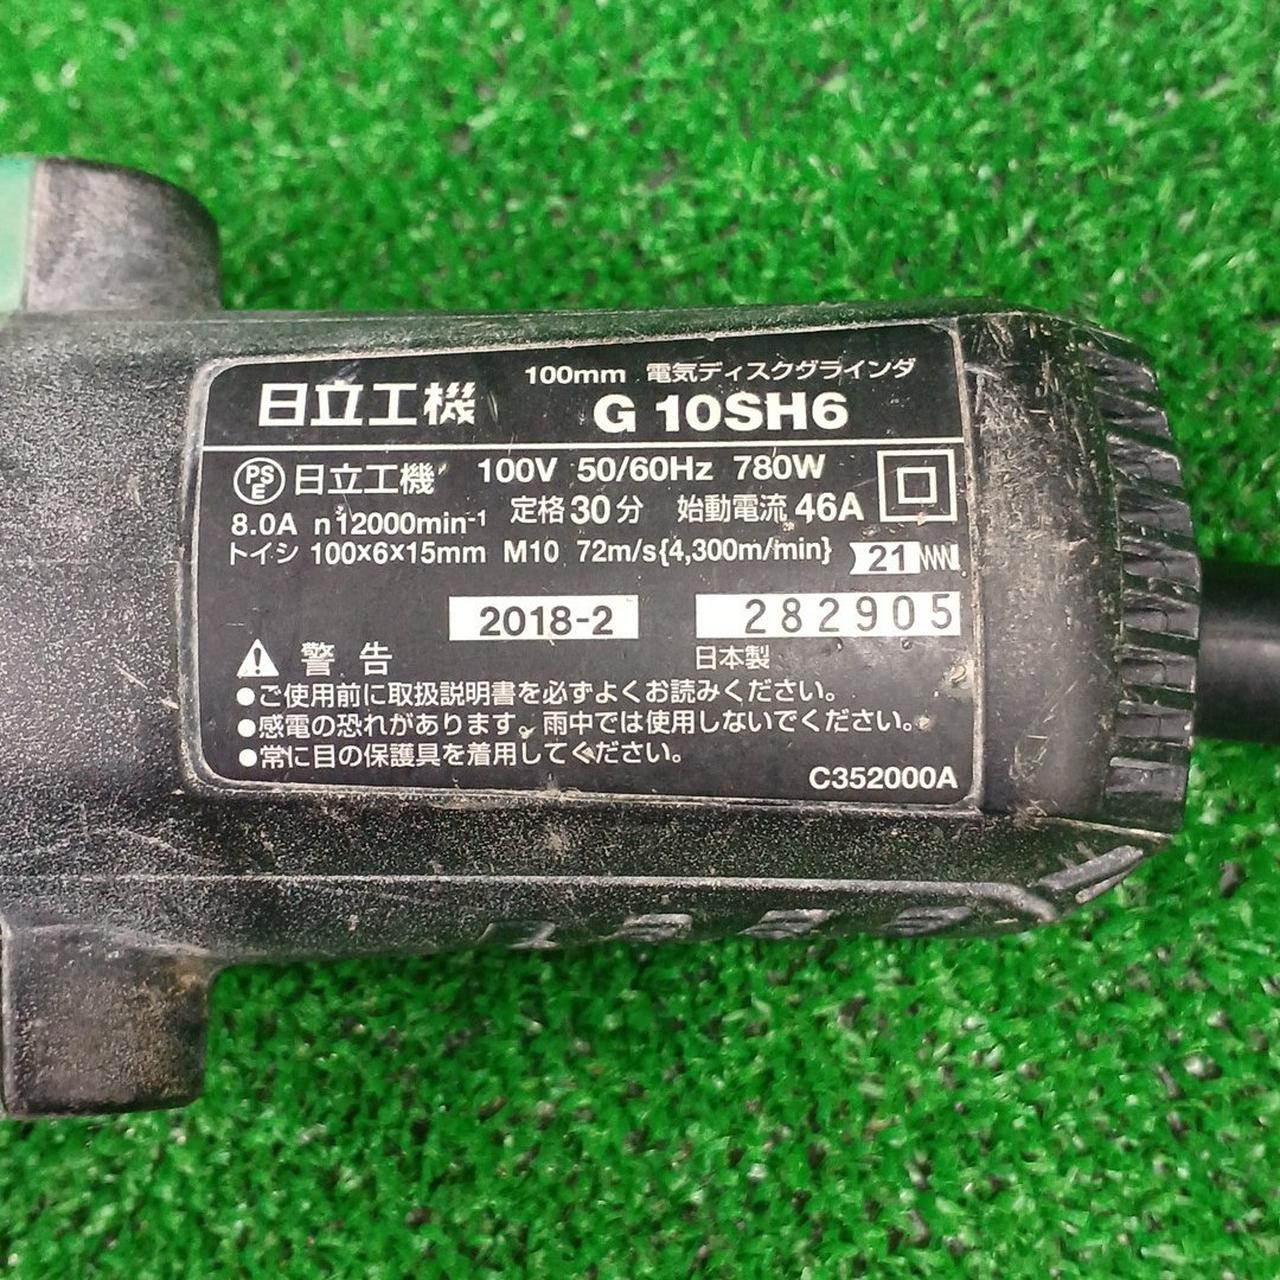 100mm 電気ディスクグラインダ
日立工機 G 10SH6
PSE 日立工機 100V 50/60Hz 780W
8.0A n 12000min-1 定格30分 始動電流 46A
トイシ 100×6×15mm M10 72m/s{4,300m/min} 21
2018-2 282905
日本製
警告
●ご使用前に取扱説明書を必ずよくお読みください。
●感電の恐れがあります。雨中では使用しないでください。
●常に目の保護具を着用してください。
C352000A